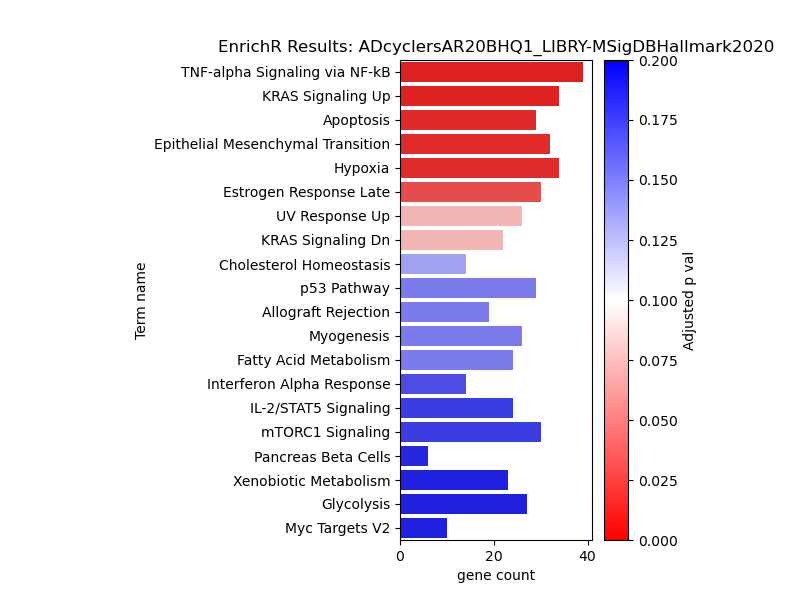 EnrichR Results: ADcyclersAR20BHQ1_LIBRY-MSigDBHallmark2020
TNF-alpha Signaling via NF-kB
KRAS Signaling Up
Apoptosis
Epithelial Mesenchymal Transition
Hypoxia
Estrogen Response Late
UV Response Up
KRAS Signaling Dn
Cholesterol Homeostasis
p53 Pathway
Allograft Rejection
Myogenesis
Fatty Acid Metabolism
Interferon Alpha Response
IL-2/STAT5 Signaling
mTORC1 Signaling
Pancreas Beta Cells
Xenobiotic Metabolism
Glycolysis
Myc Targets V2
Term name
0 20 40
gene count
0.200
0.175
0.150
0.125
0.100
0.075
0.050
0.025
0.000
Adjusted p val